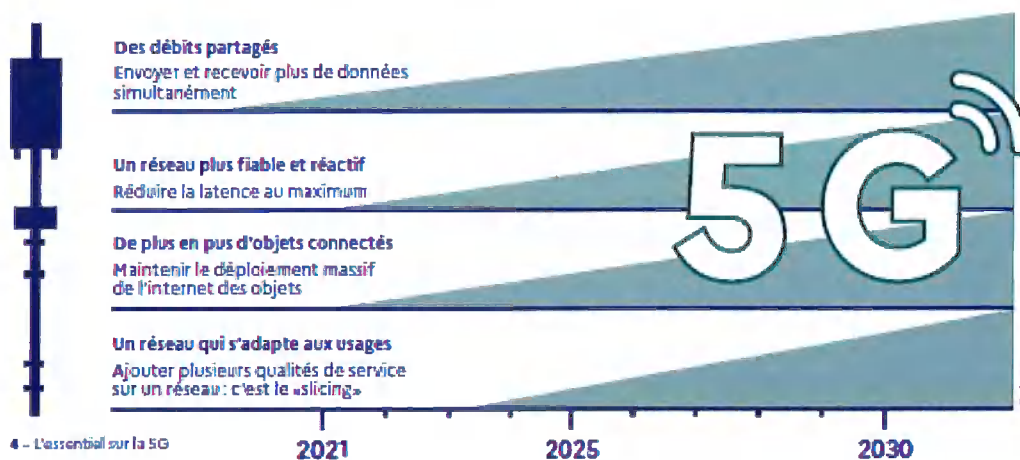 Des débits partagés
Envoyer et recevoir plus de données
simultanément
Un réseau plus fiable et réactif
Réduire la latence au maximum
De plus en pus d'objets connectés
Maintenir le déploiement massif
de l'internet des objets
Un réseau qui s'adapte aux usages
Ajouter plusieurs qualités de service
sur un réseau: c'est le «slicing»
5G
2021
2025
2030
4 – L'essential sur la 5G